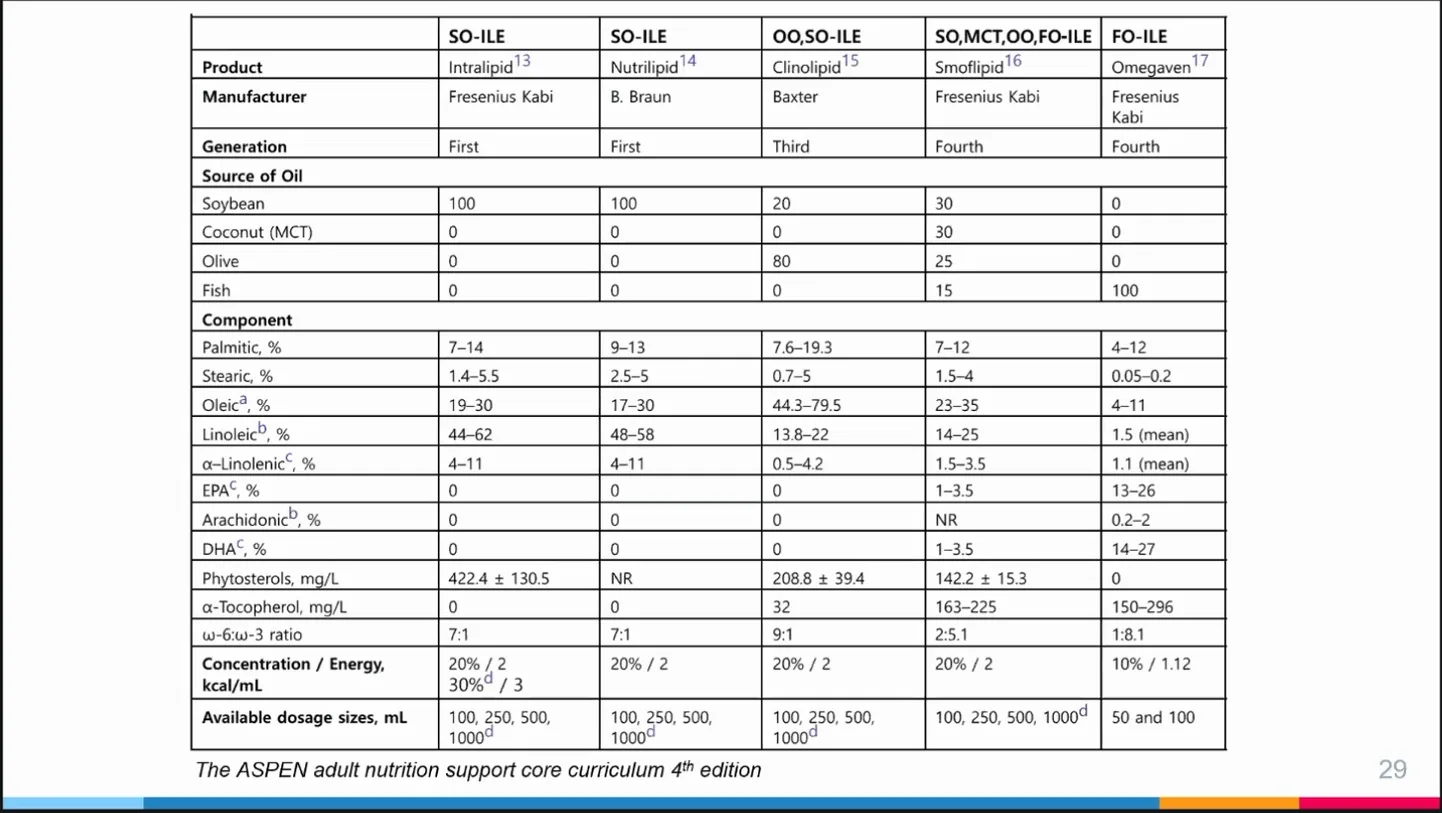 SO-ILE SO-ILE OO,SO-ILE SO,MCT,OO,FO-ILE FO-ILE
Product Intralipid13 Nutrilipid14 Clinolipid15 Smoflipid16 Omegaven17
Manufacturer Fresenius Kabi B. Braun Baxter Fresenius Kabi Fresenius
Kabi
Generation First First Third Fourth Fourth
Source of Oil
Soybean 100 100 20 30 0
Coconut (MCT) 0 0 0 30 0
Olive 0 0 80 25 0
Fish 0 0 0 15 100
Component
Palmitic, % 7–14 9–13 7.6–19.3 7–12 4–12
Stearic, % 1.4–5.5 2.5–5 0.7–5 1.5–4 0.05–0.2
Oleica, % 19–30 17–30 44.3–79.5 23–35 4–11
Linoleicb, % 44–62 48–58 13.8–22 14–25 1.5 (mean)
α–Linolenicc, % 4–11 4–11 0.5–4.2 1.5–3.5 1.1 (mean)
EPAc, % 0 0 0 1–3.5 13–26
Arachidonicb, % 0 0 0 NR 0.2–2
DHAc, % 0 0 0 1–3.5 14–27
Phytosterols, mg/L 422.4 ± 130.5 NR 208.8 ± 39.4 142.2 ± 15.3 0
α-Tocopherol, mg/L 0 0 32 163–225 150–296
ω-6:ω-3 ratio 7:1 7:1 9:1 2:5.1 1:8.1
Concentration / Energy, 20% / 2 20% / 2 20% / 2 20% / 2 10% / 1.12
kcal/mL 30%d / 3
Available dosage sizes, mL 100, 250, 500, 100, 250, 500, 100, 250, 500, 100, 250, 500, 1000d 50 and 100
1000d 1000d 1000d
The ASPEN adult nutrition support core curriculum 4th edition
29